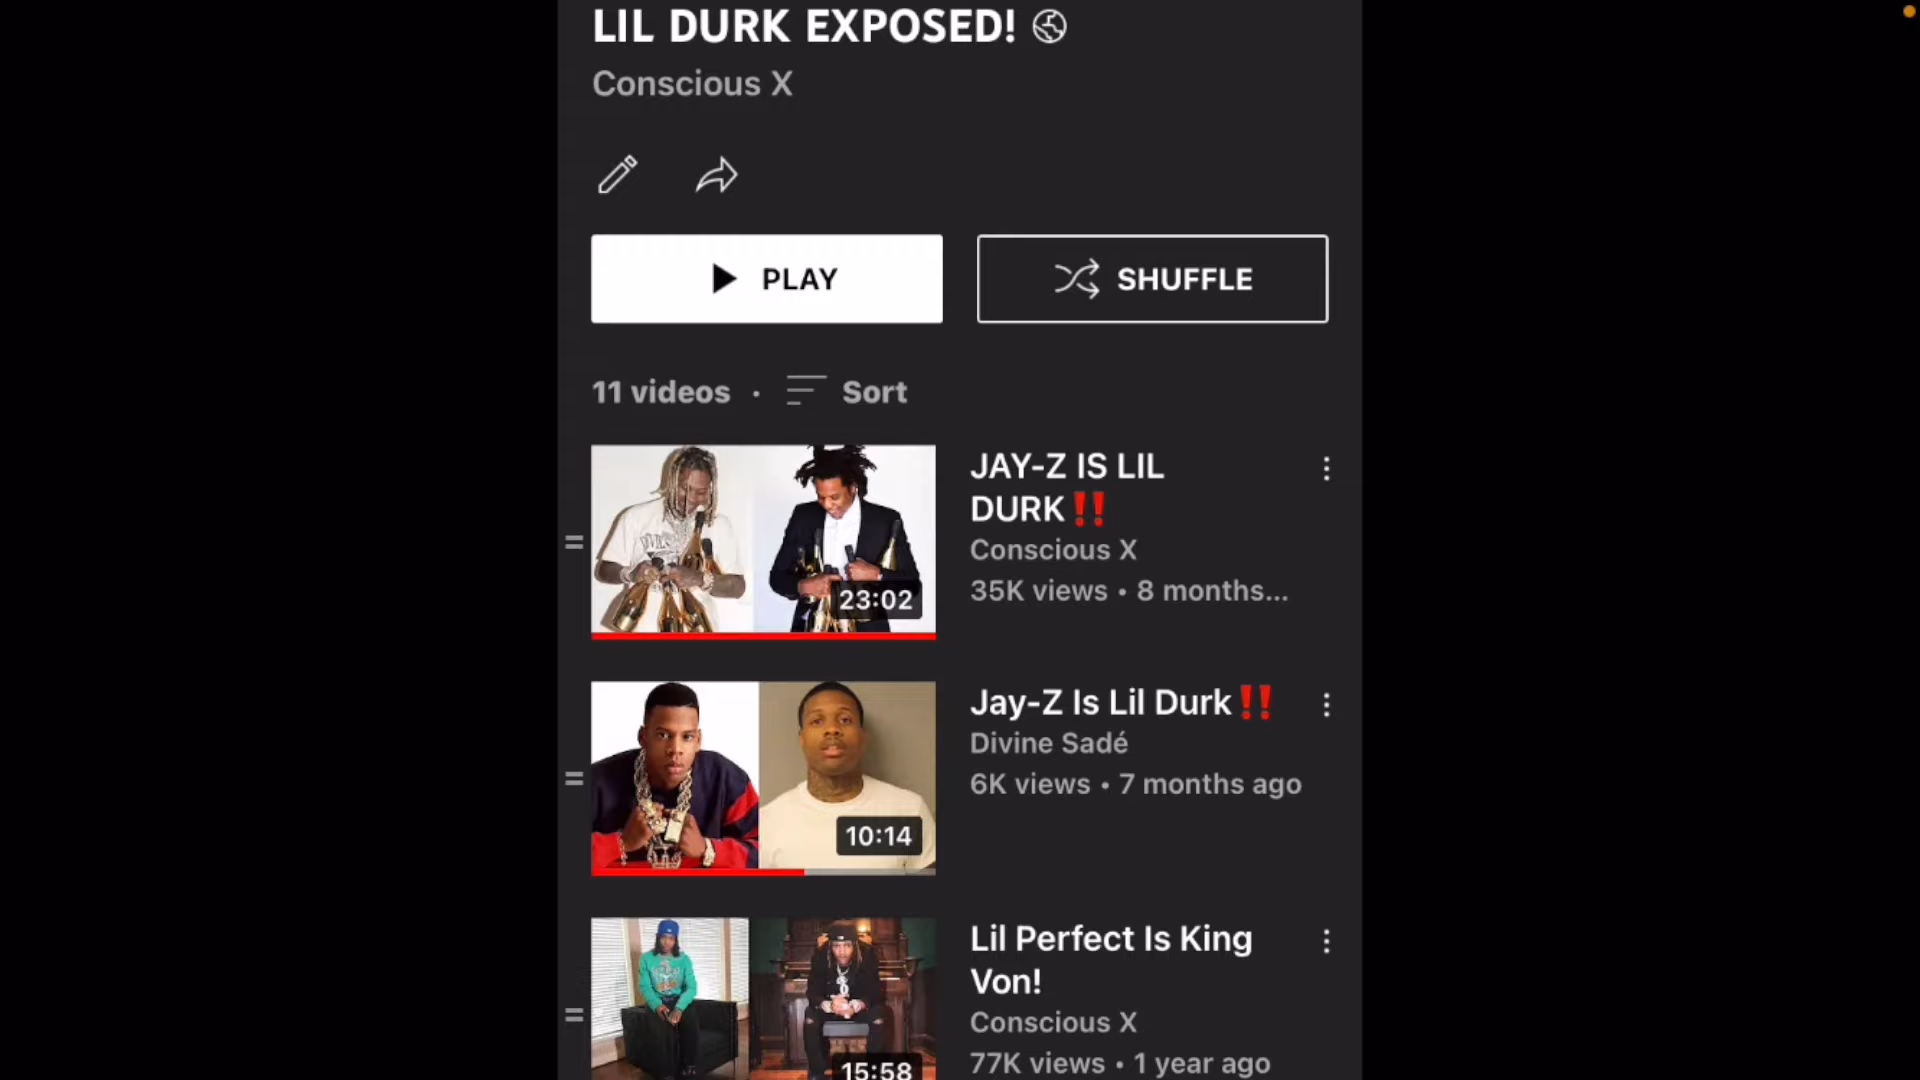 LIL DURK EXPOSED!
Conscious X
PLAY
SHUFFLE
11 videos · Sort
JAY-Z IS LIL
DURK‼️
Conscious X
35K views • 8 months...
23:02
Jay-Z Is Lil Durk‼️
Divine Sadé
6K views • 7 months ago
10:14
Lil Perfect Is King
Von!
Conscious X
77K views • 1 year ago
15:58